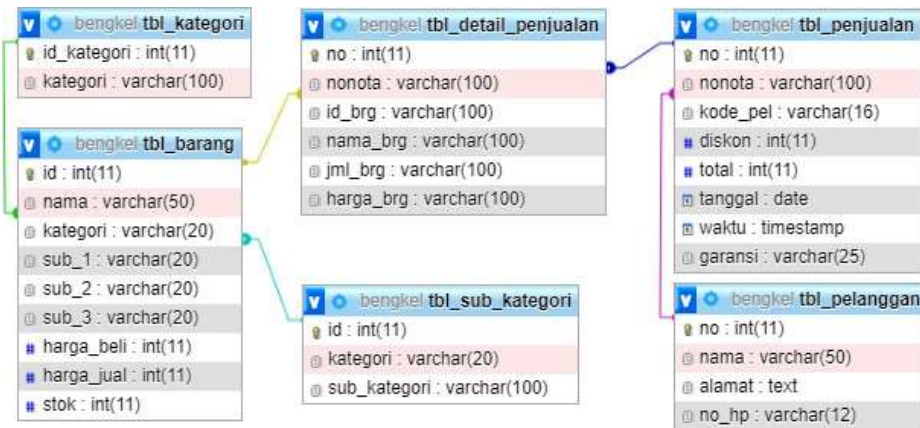 bengkel tbl_kategori
id_kategori : int(11)
kategori : varchar(100)
bengkel tbl_barang
id : int(11)
nama : varchar(50)
kategori : varchar(20)
sub_1 : varchar(20)
sub_2 : varchar(20)
sub_3 : varchar(20)
harga_beli : int(11)
harga_jual : int(11)
stok : int(11)
bengkel tbl_detail_penjualan
no : int(11)
nonota : varchar(100)
id_brg : varchar(100)
nama_brg : varchar(100)
jml_brg : varchar(100)
harga_brg : varchar(100)
bengkel tbl_sub_kategori
id : int(11)
kategori : varchar(20)
sub_kategori : varchar(100)
bengkel tbl_penjualan
no : int(11)
nonota : varchar(100)
kode_pel : varchar(16)
diskon : int(11)
total : int(11)
tanggal : date
waktu : timestamp
garansi : varchar(25)
bengkel tbl_pelanggan
no : int(11)
nama : varchar(50)
alamat : text
no_hp : varchar(12)